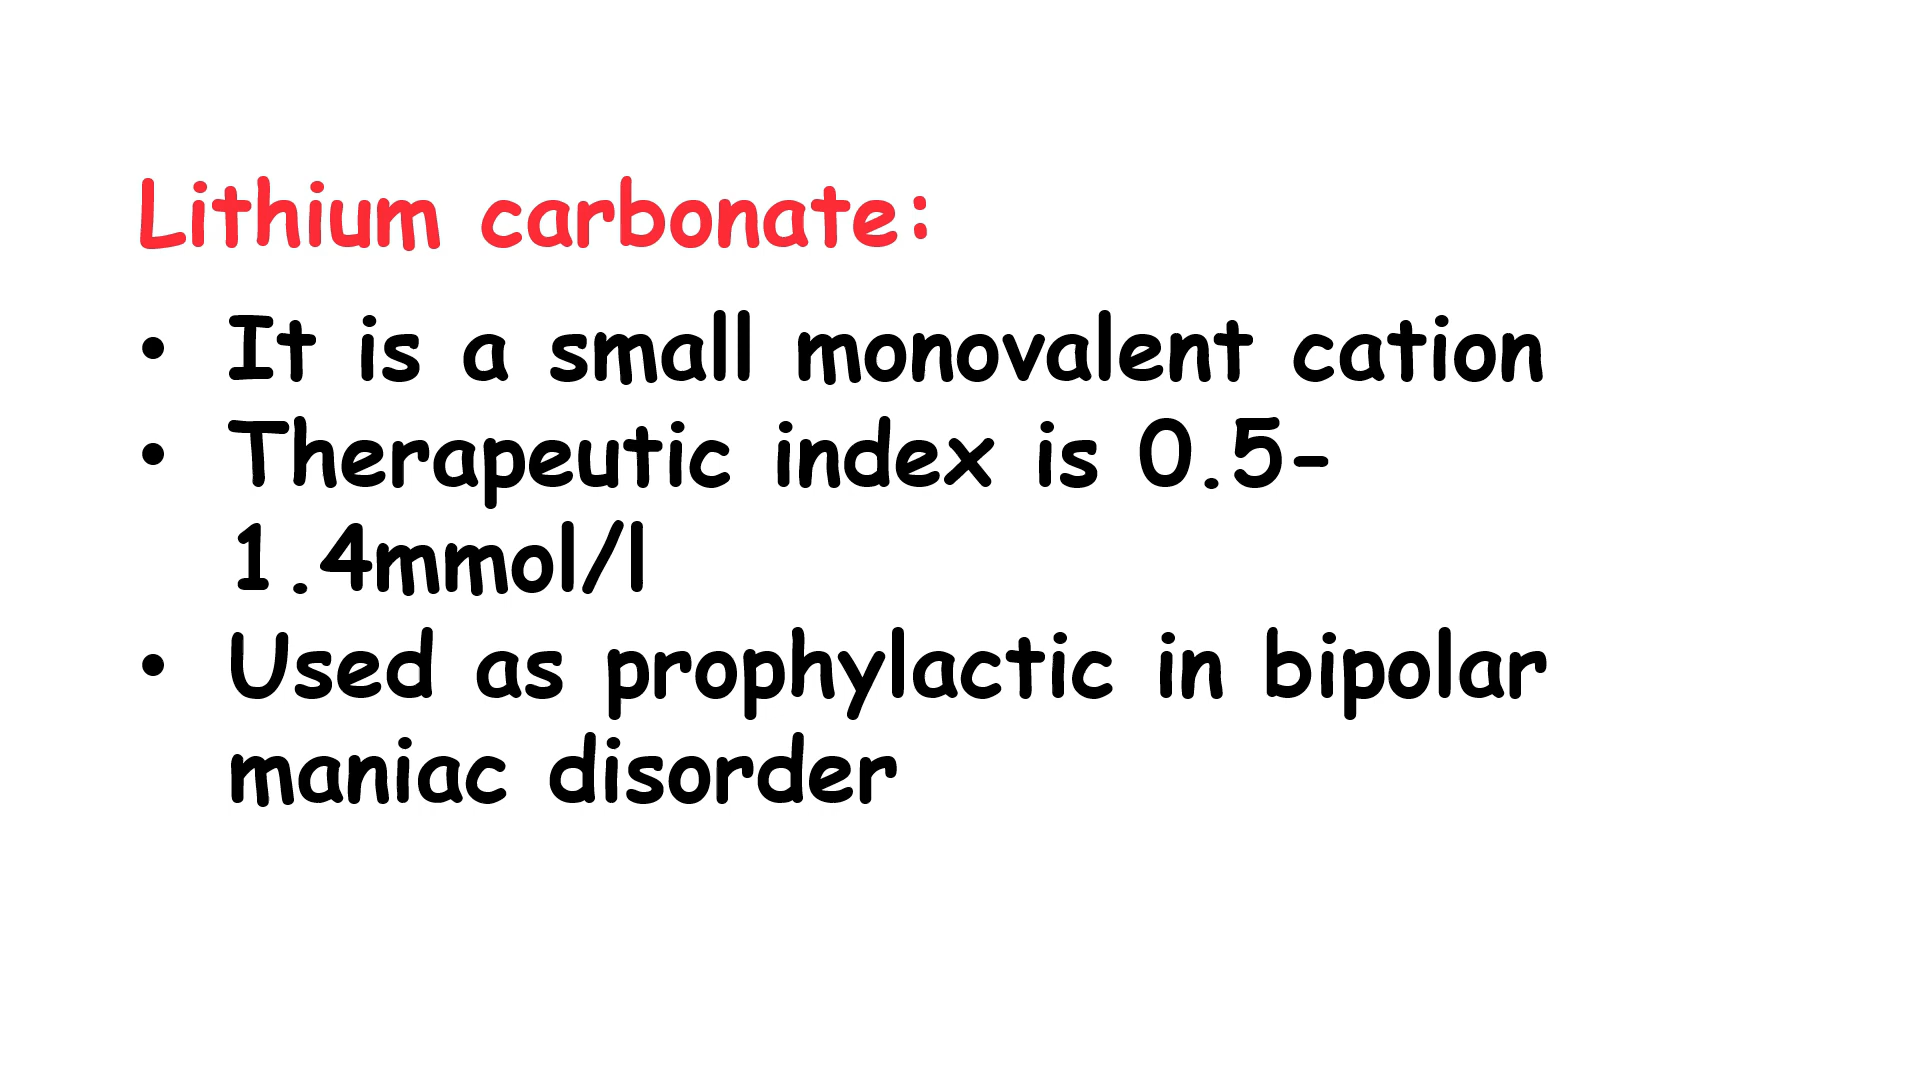 Lithium carbonate:
• It is a small monovalent cation
• Therapeutic index is 0.5-
1.4mmol/l
• Used as prophylactic in bipolar
maniac disorder